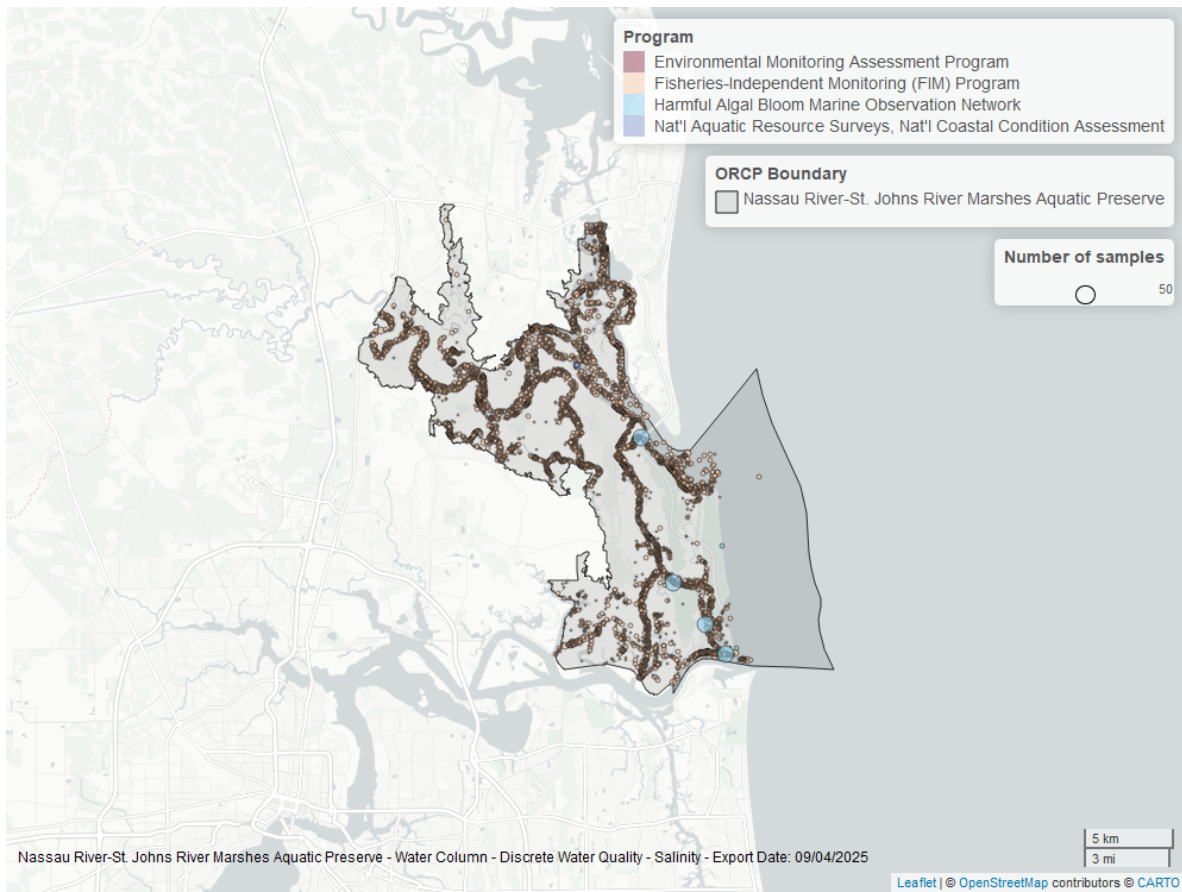 Program
Environmental Monitoring Assessment Program
Fisheries-Independent Monitoring (FIM) Program
Harmful Algal Bloom Marine Observation Network
Nat'l Aquatic Resource Surveys, Nat'l Coastal Condition Assessment
ORCP Boundary
Nassau River-St. Johns River Marshes Aquatic Preserve
Number of samples
50
5 km
3 mi
Nassau River-St. Johns River Marshes Aquatic Preserve - Water Column - Discrete Water Quality - Salinity - Export Date: 09/04/2025
Leaflet | © OpenStreetMap contributors © CARTO